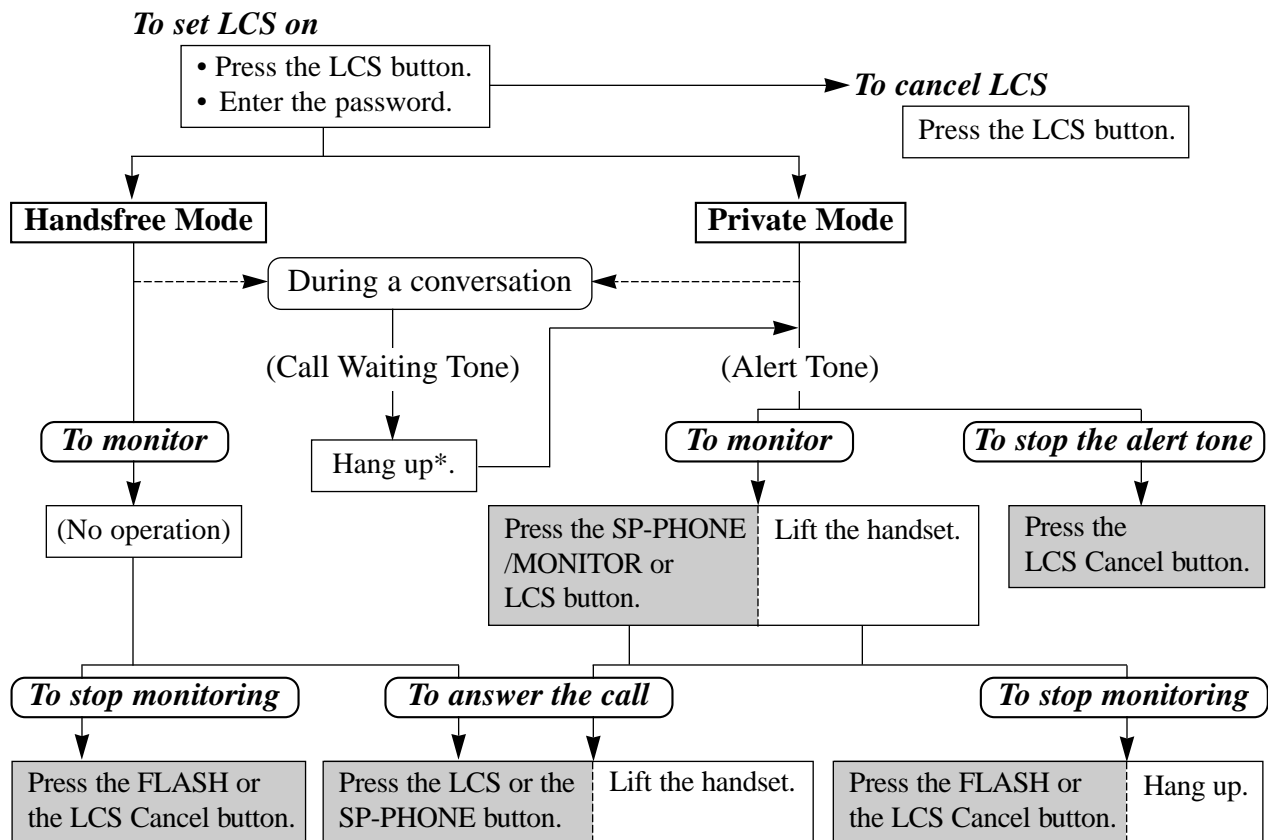 To set LCS on
• Press the LCS button.
• Enter the password.
To cancel LCS
Press the LCS button.
Handsfree Mode
Private Mode
During a conversation
(Call Waiting Tone)
(Alert Tone)
To monitor
Hang up*.
To monitor
To stop the alert tone
(No operation)
Press the SP-PHONE
/MONITOR or
LCS button.
Lift the handset.
Press the
LCS Cancel button.
To stop monitoring
To answer the call
To stop monitoring
Press the FLASH or
the LCS Cancel button.
Press the LCS or the
SP-PHONE button.
Lift the handset.
Press the FLASH or
the LCS Cancel button.
Hang up.